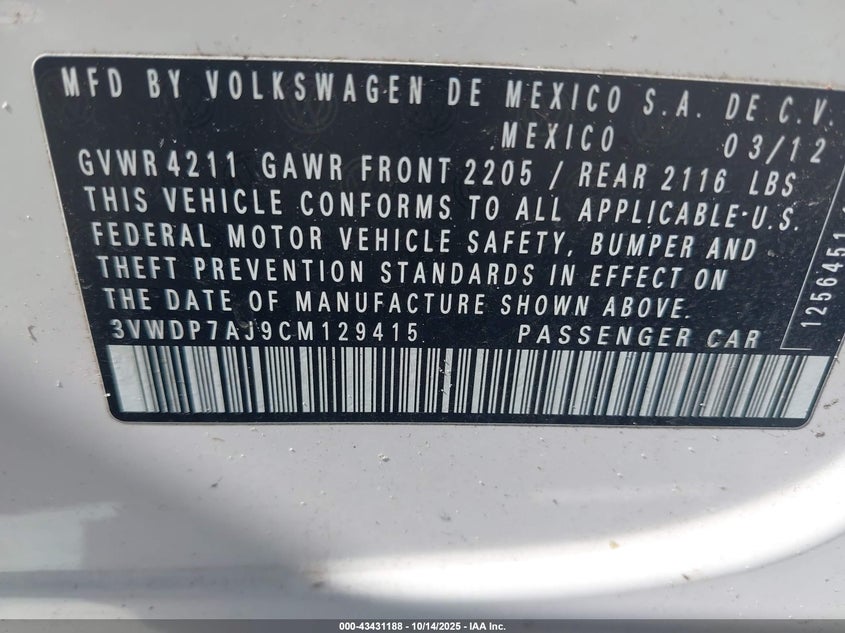 MFD BY VOLKSWAGEN DE MEXICO S.A. DE C.V.
MEXICO 03/12
GVWR 4211 GAWR FRONT 2205 / REAR 2116 LBS
THIS VEHICLE CONFORMS TO ALL APPLICABLE U.S.
FEDERAL MOTOR VEHICLE SAFETY, BUMPER AND
THEFT PREVENTION STANDARDS IN EFFECT ON
THE DATE OF MANUFACTURE SHOWN ABOVE.
3VWDP7AJ9CM129415 PASSENGER CAR
000-43431188 - 10/14/2025 - IAA Inc.